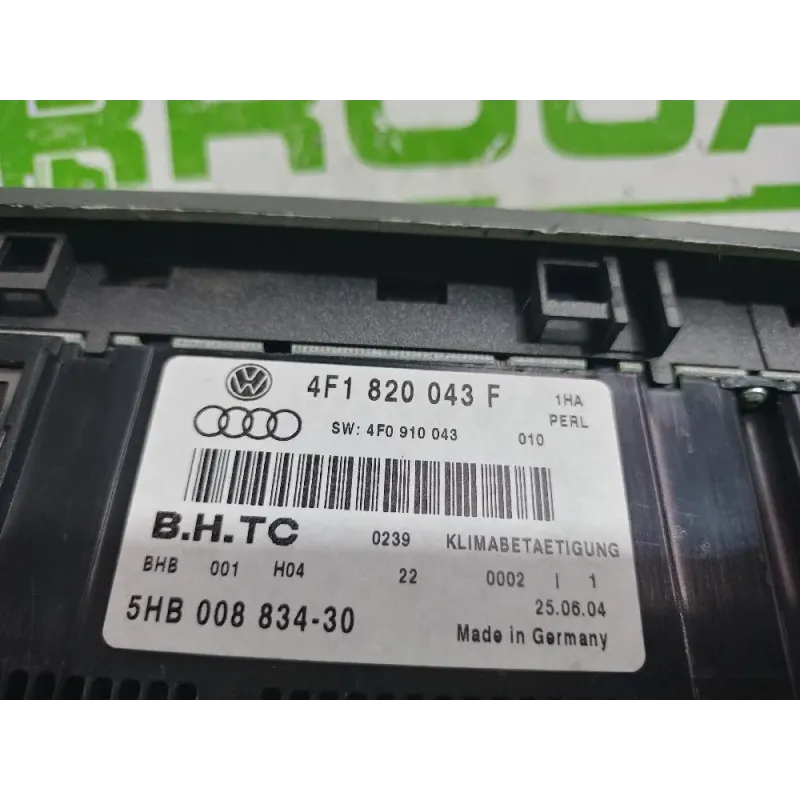 4F1 820 043 F
1HA
PERL
SW: 4F0 910 043
010
B.H.TC
0239
KLIMABETAETIGUNG
BHB 001 H04
22
0002 I 1
5HB 008 834-30
25.06.04
Made in Germany